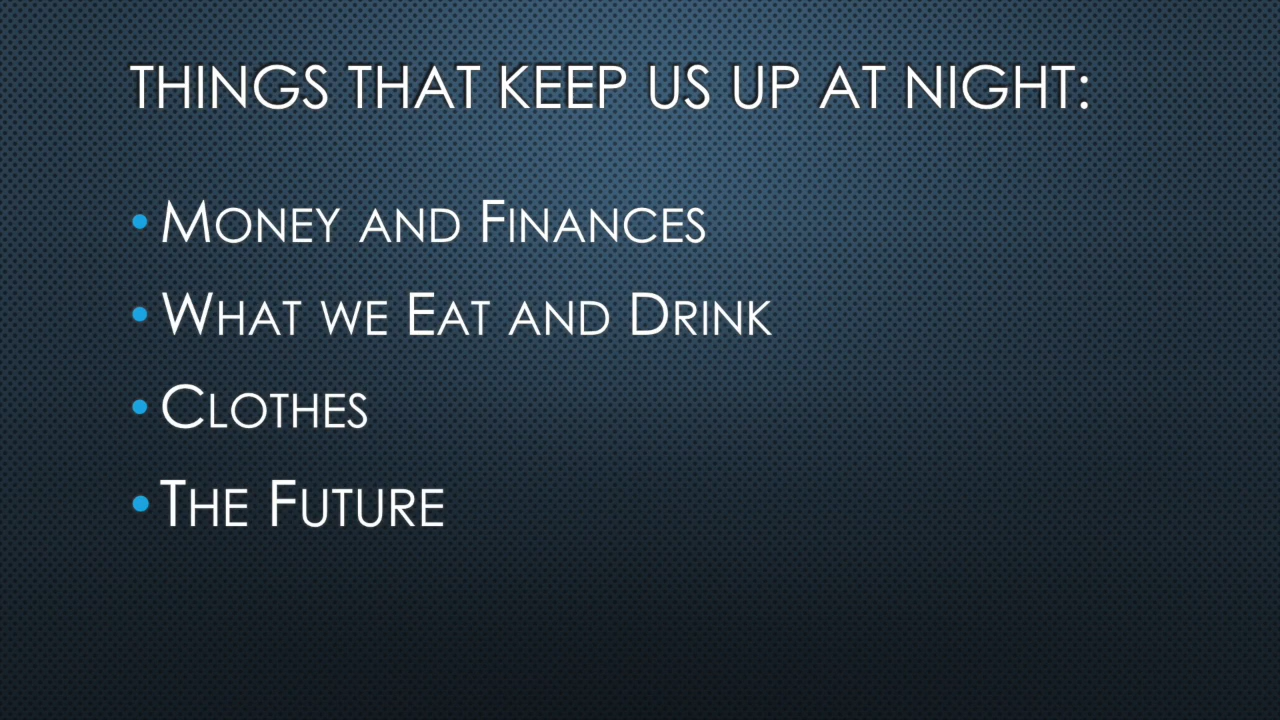 THINGS THAT KEEP US UP AT NIGHT:
• Money and Finances
• What we Eat and Drink
• Clothes
• The Future